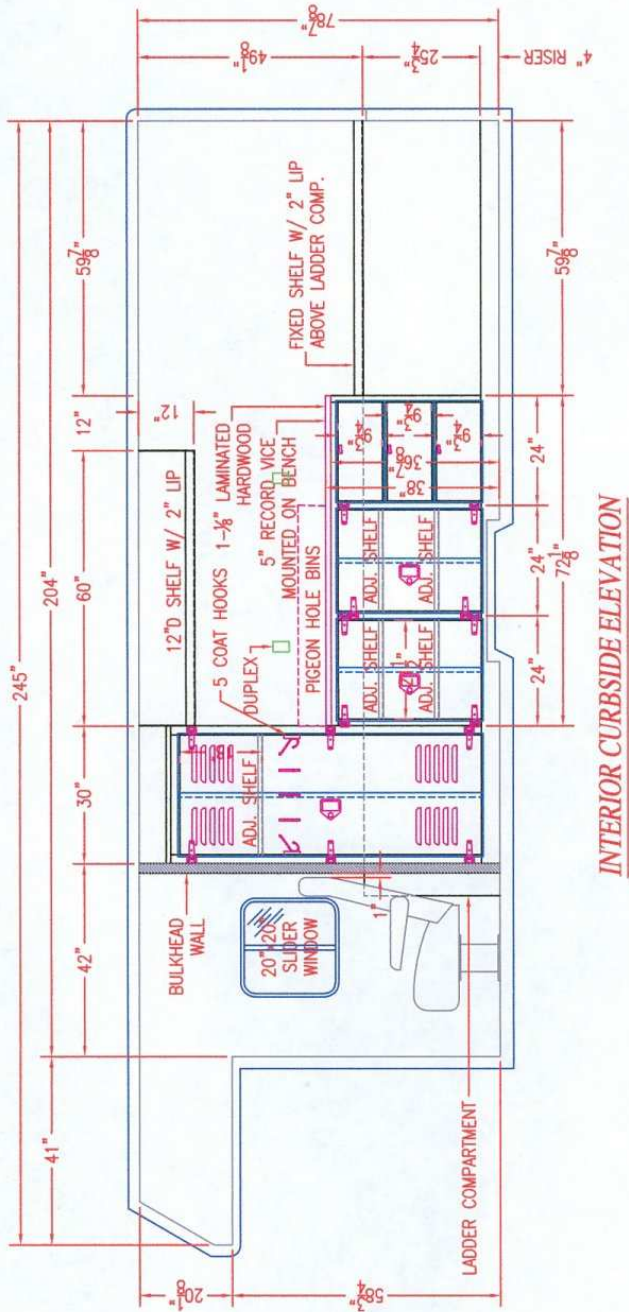 245"
41"
204"
42"
30"
60"
12"
59⅞"
12"
78⅞"
49⅛"
25¾"
4" RISER
20⅛"
58¾"
12"D SHELF W/ 2" LIP
BULKHEAD
WALL
20"x20"
SLIDER
WINDOW
5 COAT HOOKS
DUPLEX
1-⅛" LAMINATED
HARDWOOD
5" RECORD VICE
MOUNTED ON BENCH
PIGEON HOLE BINS
FIXED SHELF W/ 2" LIP
ABOVE LADDER COMP.
ADJ. SHELF
ADJ. SHELF
ADJ. SHELF
ADJ. SHELF
ADJ. SHELF
9¾"
9¾"
9¾"
36⅞"
38"
1"
24"
24"
24"
72⅛"
59⅞"
LADDER COMPARTMENT
INTERIOR CURBSIDE ELEVATION